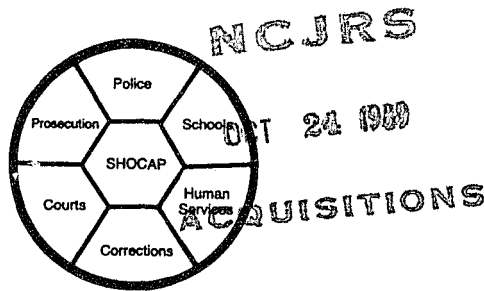 NCJRS
Police
Prosecution
Schools
OCT 24 1989
SHOCAP
Courts
Human
Services
ACQUISITIONS
Corrections